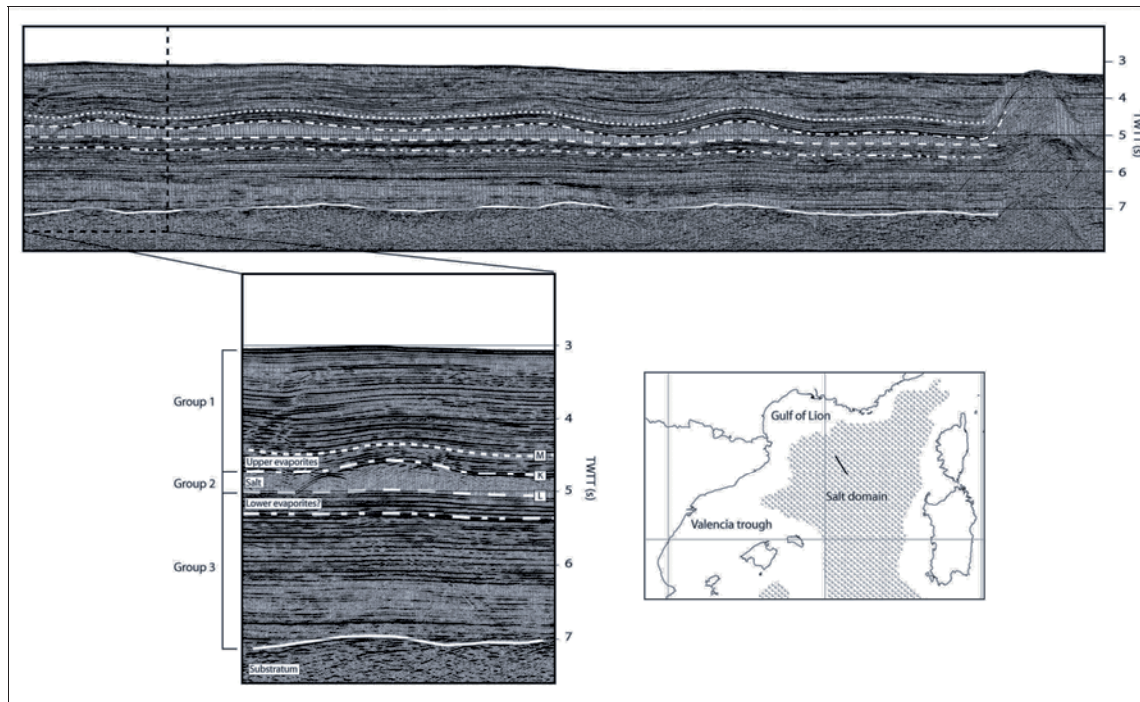 3
4
5
6
7
TWTT (s)
3
4
5
6
7
TWTT (s)
Group 1
Group 2
Group 3
Upper evaporites
Salt
Lower evaporites?
Substratum
M
K
L
Gulf of Lion
Salt domain
Valencia trough